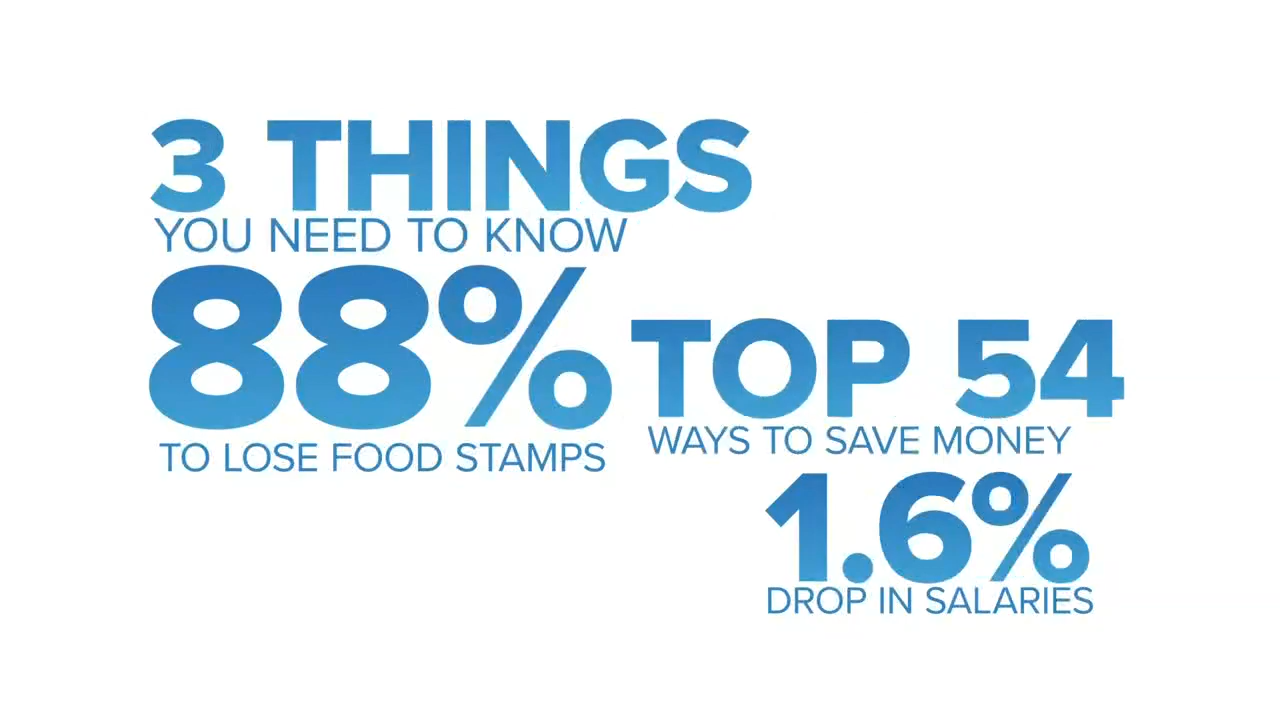 3 THINGS
YOU NEED TO KNOW
88%
TO LOSE FOOD STAMPS
TOP 54
WAYS TO SAVE MONEY
1.6%
DROP IN SALARIES